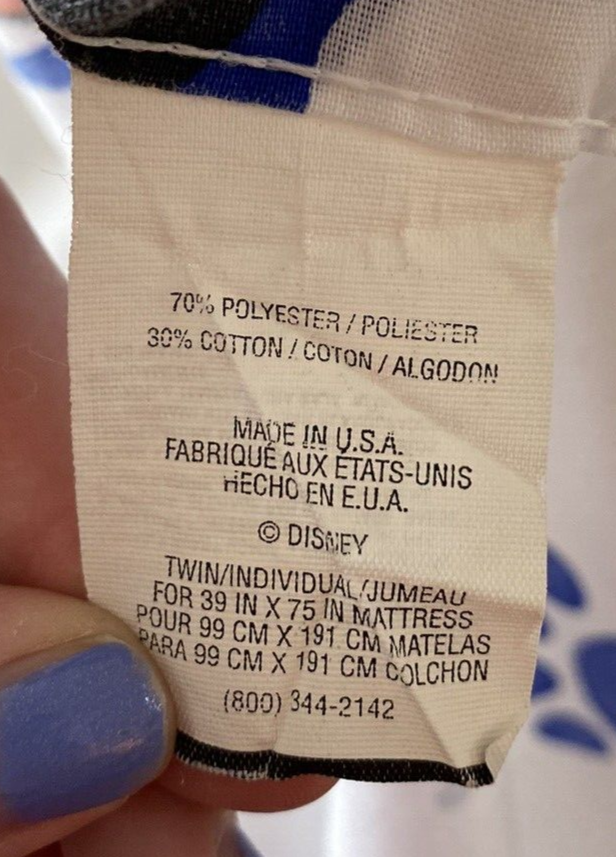 70% POLYESTER / POLIESTER
30% COTTON / COTON / ALGODON
MADE IN U.S.A.
FABRIQUÉ AUX ÉTATS-UNIS
HECHO EN E.U.A.
© DISNEY
TWIN/INDIVIDUAL/JUMEAU
FOR 39 IN X 75 IN MATTRESS
POUR 99 CM X 191 CM MATELAS
PARA 99 CM X 191 CM COLCHON
(800) 344-2142